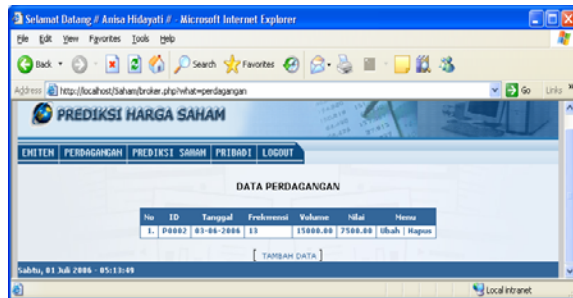 Selamat Datang // Anisa Hidayati // - Microsoft Internet Explorer
File Edit View Favorites Tools Help
Back Search Favorites
Address http://localhost/Saham/broker.php?what=perdagangan Go Links
PREDIKSI HARGA SAHAM
EMITEN PERDAGANGAN PREDIKSI SAHAM PRIBADI LOGOUT
DATA PERDAGANGAN
No ID Tanggal Frekwensi Volume Nilai Menu
1. P0002 03-06-2006 13 15000.00 7500.00 Ubah | Hapus
[ TAMBAH DATA ]
Sabtu, 01 Juli 2006 - 05:13:49
Local intranet